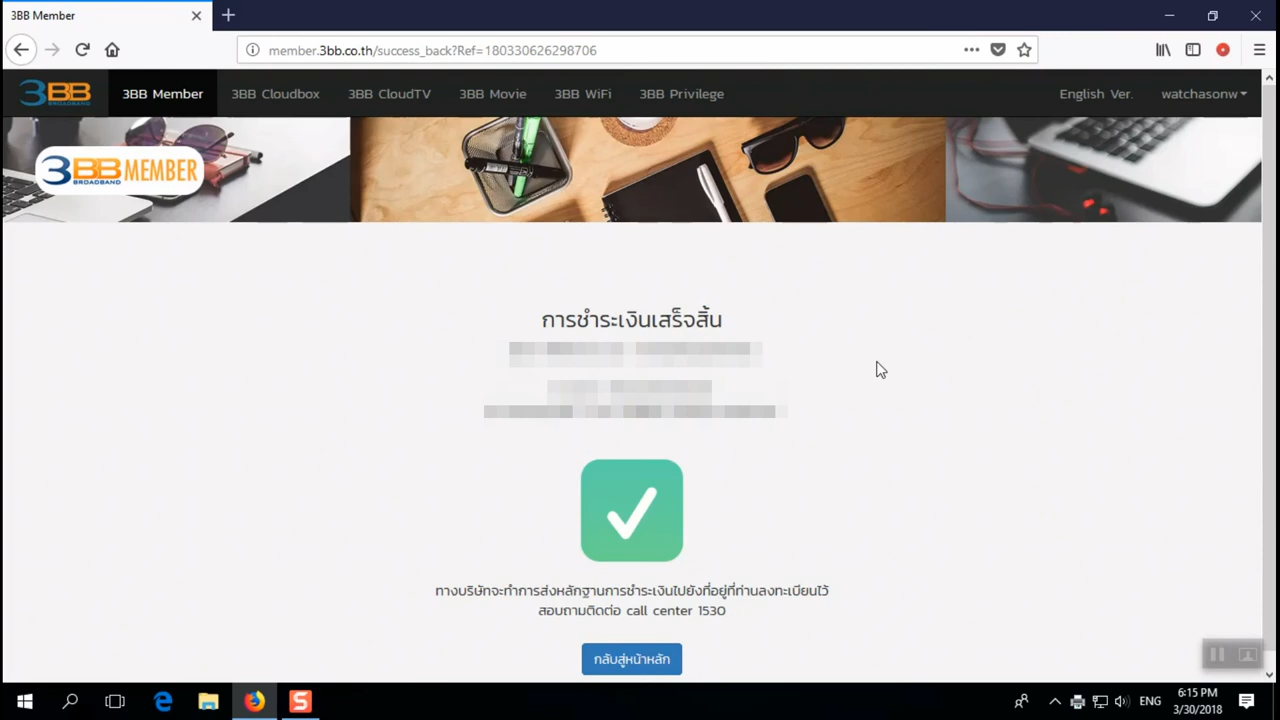 3BB Member
member.3bb.co.th/success_back?Ref=180330626298706
3BB BROADBAND
3BB Member
3BB Cloudbox
3BB CloudTV
3BB Movie
3BB WiFi
3BB Privilege
English Ver.
watchasonw
3BB MEMBER
BROADBAND
การชำระเงินเสร็จสิ้น
ทางบริษัทจะทำการส่งหลักฐานการชำระเงินไปยังที่อยู่ที่ท่านลงทะเบียนไว้
สอบถามติดต่อ call center 1530
กลับสู่หน้าหลัก
ENG
6:15 PM
3/30/2018